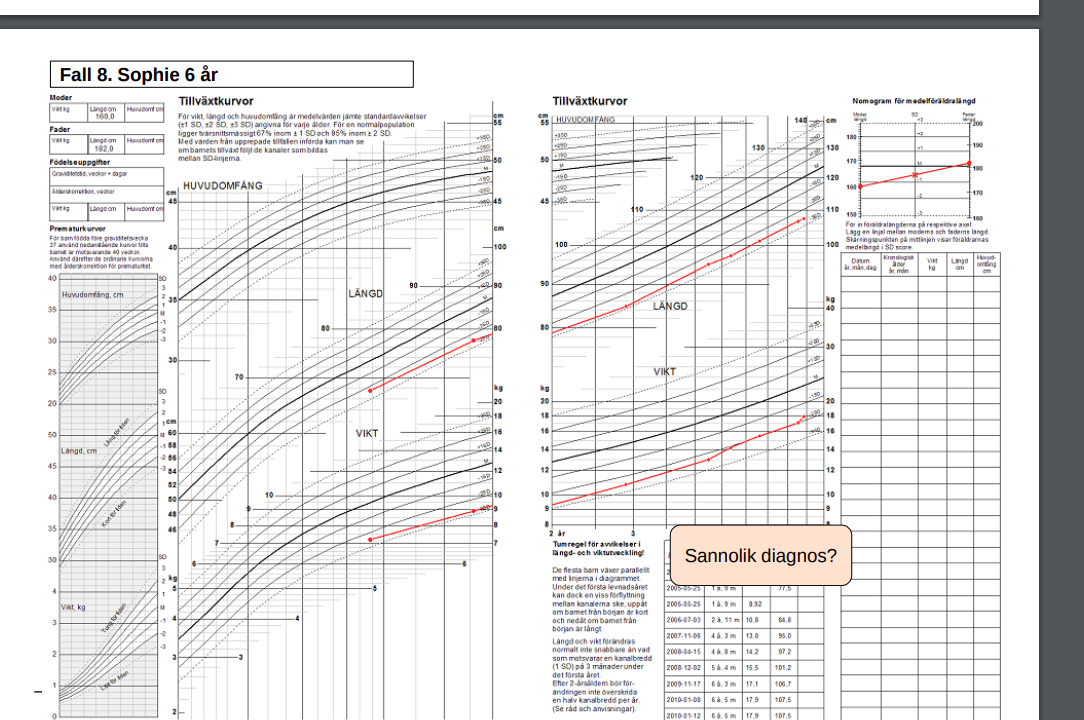 Fall 8. Sophie 6 år
Moder
Vikt kg Längd cm Huvudomf cm
160,0
Fader
Vikt kg Längd cm Huvudomf cm
182,0
Födelseuppgifter
Graviditetstid, veckor + dagar
Ålderskorrektion, veckor
Vikt kg Längd cm Huvudomf cm
Prematurkurvor
För barn födda före graviditetsvecka
37 använd nedanstående kurvor tills
barnet är motsvarande 40 veckor.
Använd därefter de ordinarie kurvorna
med ålderskorrektion för prematuritet.
Huvudomfång, cm
Längd, cm
Lång för tiden
Kort för tiden
Vikt, kg
Tung för tiden
Lätt för tiden
Tillväxtkurvor
För vikt, längd och huvudomfång är medelvärden jämte standardavvikelser
(±1 SD, ±2 SD, ±3 SD) angivna för varje ålder. För en normalpopulation
ligger tvärsnittsmässigt 67% inom ± 1 SD och 95% inom ± 2 SD.
Med värden från upprepade tillfällen införda kan man se
om barnets tillväxt följt de kanaler som bildas
mellan SD-linjerna.
HUVUDOMFÅNG
LÄNGD
VIKT
Tillväxtkurvor
HUVUDOMFÅNG
LÄNGD
VIKT
2 år 3
Nomogram för medelföräldralängd
Moder längd SD Fader längd
För in föräldralängderna på respektive axel.
Lägg en linjal mellan moderns och faderns längd.
Skärningspunkten på mittlinjen visar föräldrarnas
medellängd i SD score.
Datum år, mån, dag Kronologisk ålder år, mån Vikt kg Längd cm Huvud-omfång cm
Sannolik diagnos?
Tumregel för avvikelser i
längd- och viktutveckling!
De flesta barn växer parallellt
med linjerna i diagrammet.
Under det första levnadsåret
kan dock en viss förflyttning
mellan kanalerna ske, uppåt
om barnet från början är kort
och nedåt om barnet från
början är långt.
Längd och vikt förändras
normalt inte snabbare än vad
som motsvarar en kanalbredd
(1 SD) på 3 månader under
det första året.
Efter 2-årsåldern bör för-
ändringen inte överskrida
en halv kanalbredd per år.
(Se råd och anvisningar).
2005-05-25 1 å, 9 m 77,5
2005-05-25 1 å, 9 m 8,92
2006-07-03 2 å, 11 m 10,8 84,8
2007-11-06 4 å, 3 m 13,0 95,0
2008-04-15 4 å, 8 m 14,2 97,2
2008-12-02 5 å, 4 m 15,5 101,2
2009-11-17 6 å, 3 m 17,1 106,7
2010-01-08 6 å, 5 m 17,9 107,5
2010-01-12 6 å, 5 m 17,9 107,5